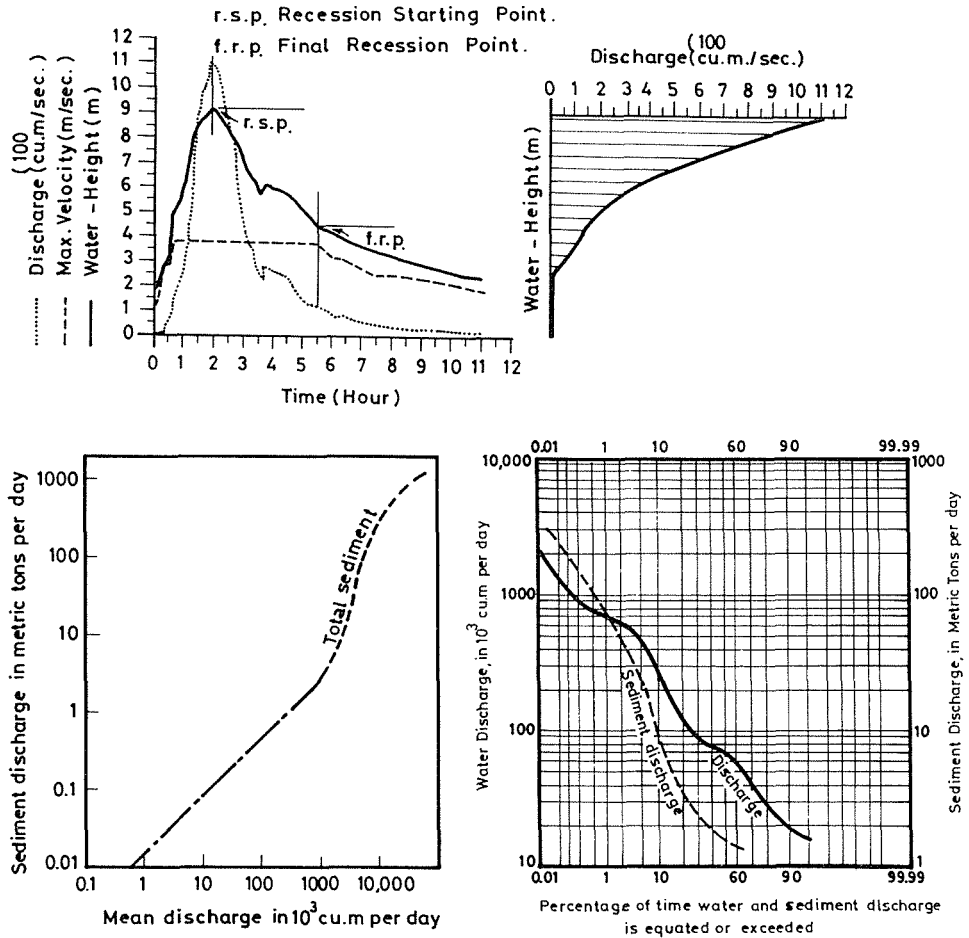 r.s.p. Recession Starting Point.
f.r.p. Final Recession Point.
Discharge (100 (cu.m/sec.)
Max. Velocity (m/sec.)
Water - Height (m)
12
11
10
9
8
7
6
5
4
3
2
1
0
r.s.p.
f.r.p.
0 1 2 3 4 5 6 7 8 9 10 11 12
Time (Hour)
(100
Discharge (cu.m./sec.)
0 1 2 3 4 5 6 7 8 9 10 11 12
Water - Height (m)
Sediment discharge in metric tons per day
1000
100
10
1
0.1
0.01
Total sediment
0.1 1 10 100 1000 10,000
Mean discharge in 10³ cu.m per day
0.01 1 10 60 90 99.99
Water Discharge, in 10³ cu.m per day
10,000
1000
100
10
Sediment discharge
Discharge
1000
100
10
1
Sediment Discharge, in Metric Tons per day
0.01 1 10 60 90 99.99
Percentage of time water and sediment discharge
is equated or exceeded